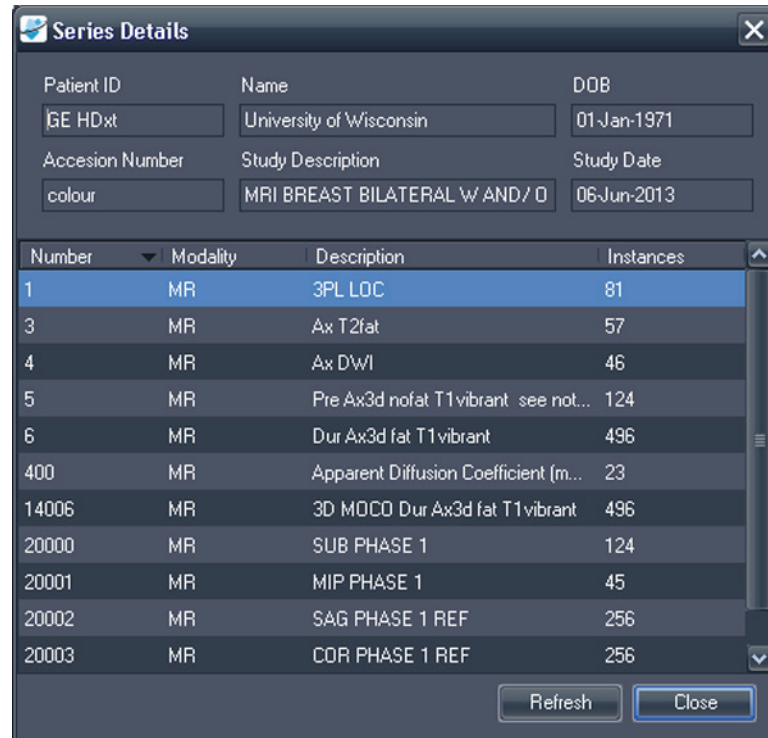 Series Details
Patient ID Name DOB
GE HDxt University of Wisconsin 01-Jan-1971
Accesion Number Study Description Study Date
colour MRI BREAST BILATERAL W AND/ O 06-Jun-2013
Number Modality Description Instances
1 MR 3PL LOC 81
3 MR Ax T2fat 57
4 MR Ax DWI 46
5 MR Pre Ax3d nofat T1vibrant see not... 124
6 MR Dur Ax3d fat T1vibrant 496
400 MR Apparent Diffusion Coefficient (m... 23
14006 MR 3D MOCO Dur Ax3d fat T1vibrant 496
20000 MR SUB PHASE 1 124
20001 MR MIP PHASE 1 45
20002 MR SAG PHASE 1 REF 256
20003 MR COR PHASE 1 REF 256
Refresh Close